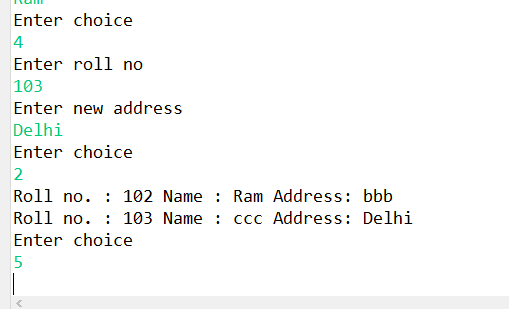 Ram
Enter choice
4
Enter roll no
103
Enter new address
Delhi
Enter choice
2
Roll no. : 102 Name : Ram Address: bbb
Roll no. : 103 Name : ccc Address: Delhi
Enter choice
5